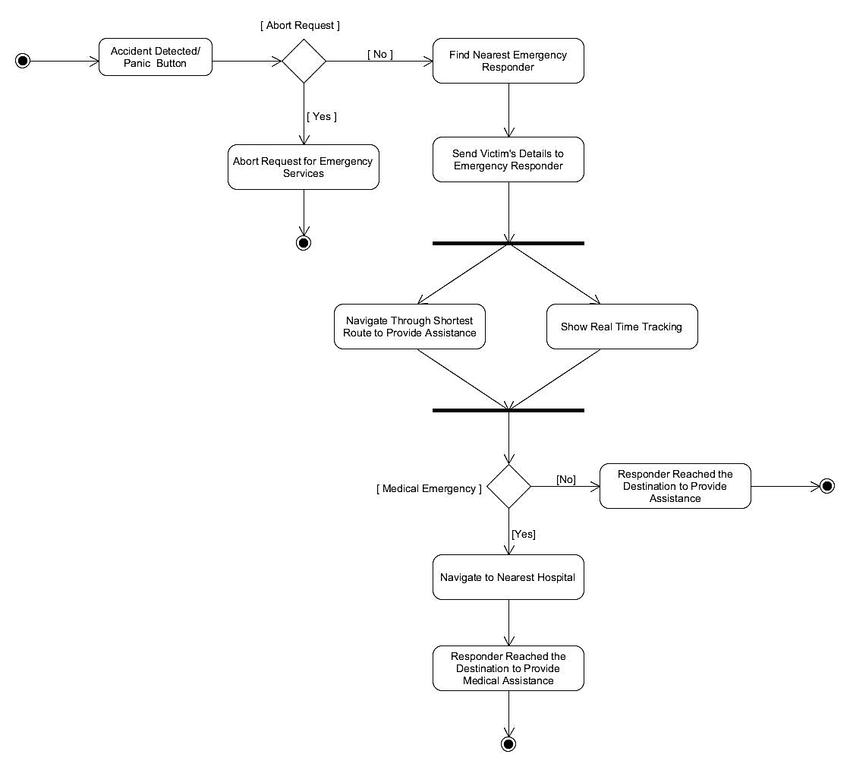 [ Abort Request ]
Accident Detected/
Panic Button
[ No ]
Find Nearest Emergency
Responder
[ Yes ]
Abort Request for Emergency
Services
Send Victim's Details to
Emergency Responder
Navigate Through Shortest
Route to Provide Assistance
Show Real Time Tracking
[ Medical Emergency ]
[No]
Responder Reached the
Destination to Provide
Assistance
[Yes]
Navigate to Nearest Hospital
Responder Reached the
Destination to Provide
Medical Assistance